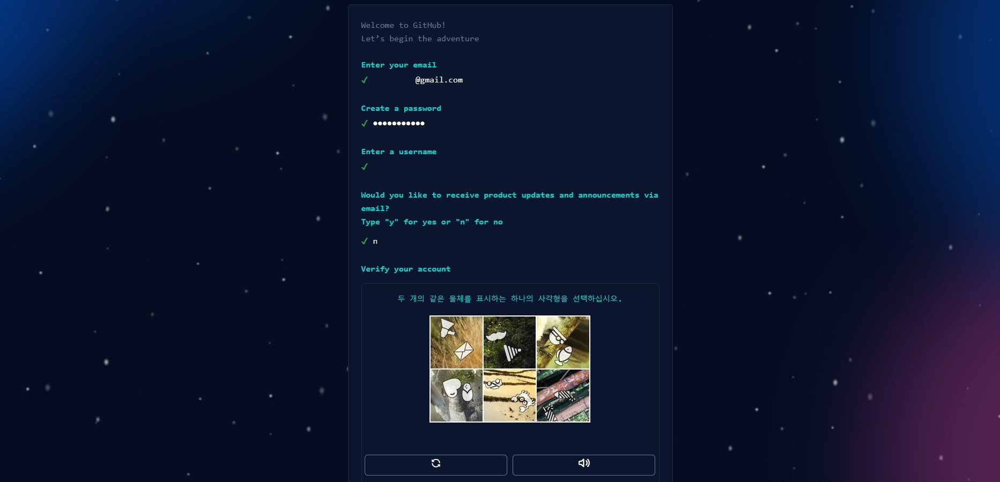 Welcome to GitHub!
Let’s begin the adventure
Enter your email
✓ @gmail.com
Create a password
✓ •••••••••••
Enter a username
✓
Would you like to receive product updates and announcements via
email?
Type "y" for yes or "n" for no
✓ n
Verify your account
두 개의 같은 물체를 표시하는 하나의 사각형을 선택하십시오.